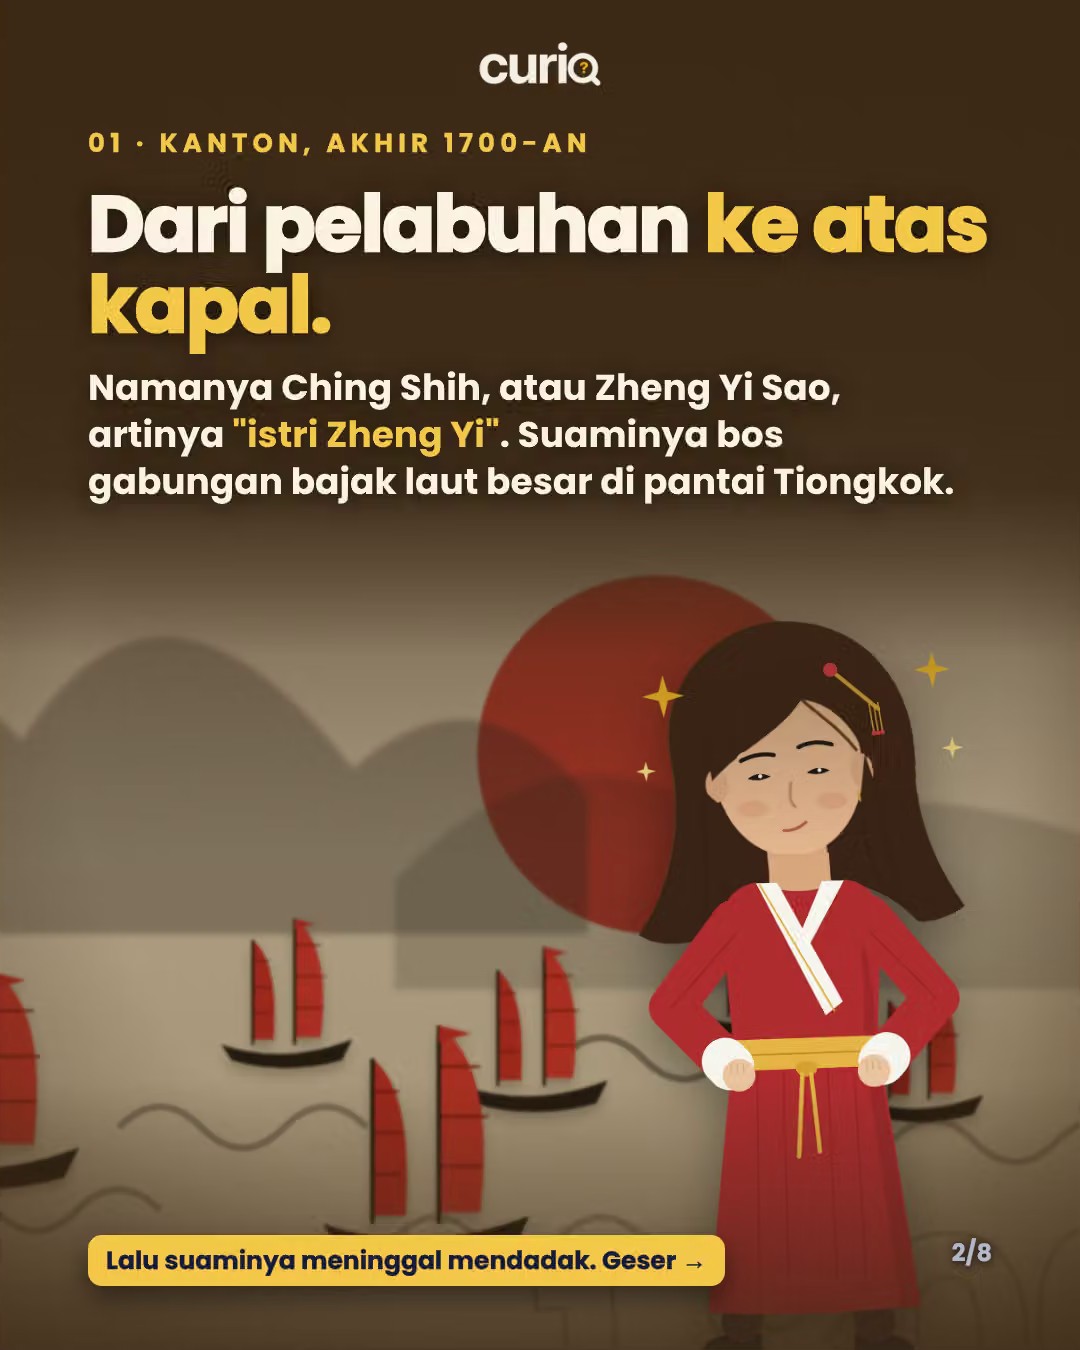 curiQ
01 · KANTON, AKHIR 1700-AN
Dari pelabuhan ke atas
kapal.
Namanya Ching Shih, atau Zheng Yi Sao,
artinya "istri Zheng Yi". Suaminya bos
gabungan bajak laut besar di pantai Tiongkok.
Lalu suaminya meninggal mendadak. Geser →
2/8